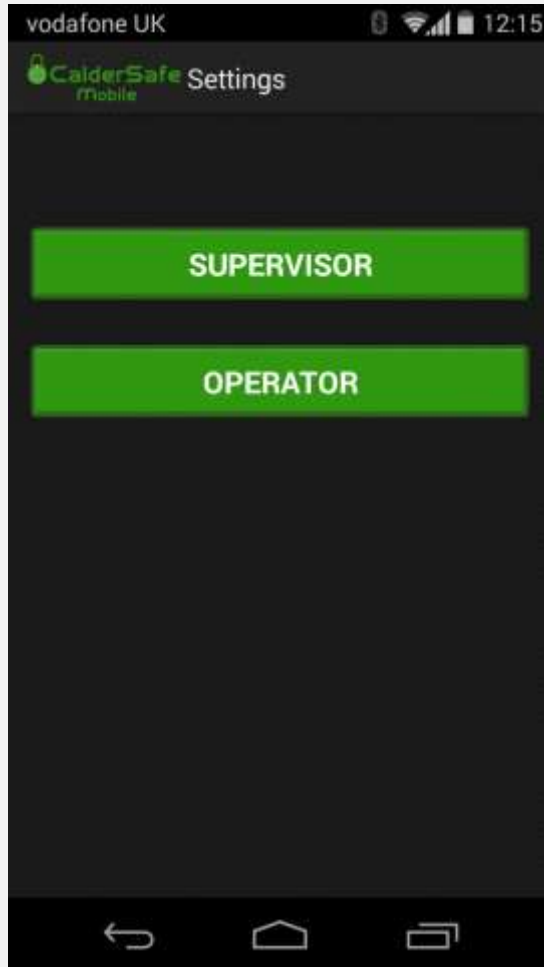 vodafone UK 12:15
CalderSafe Settings
Mobile
SUPERVISOR
OPERATOR